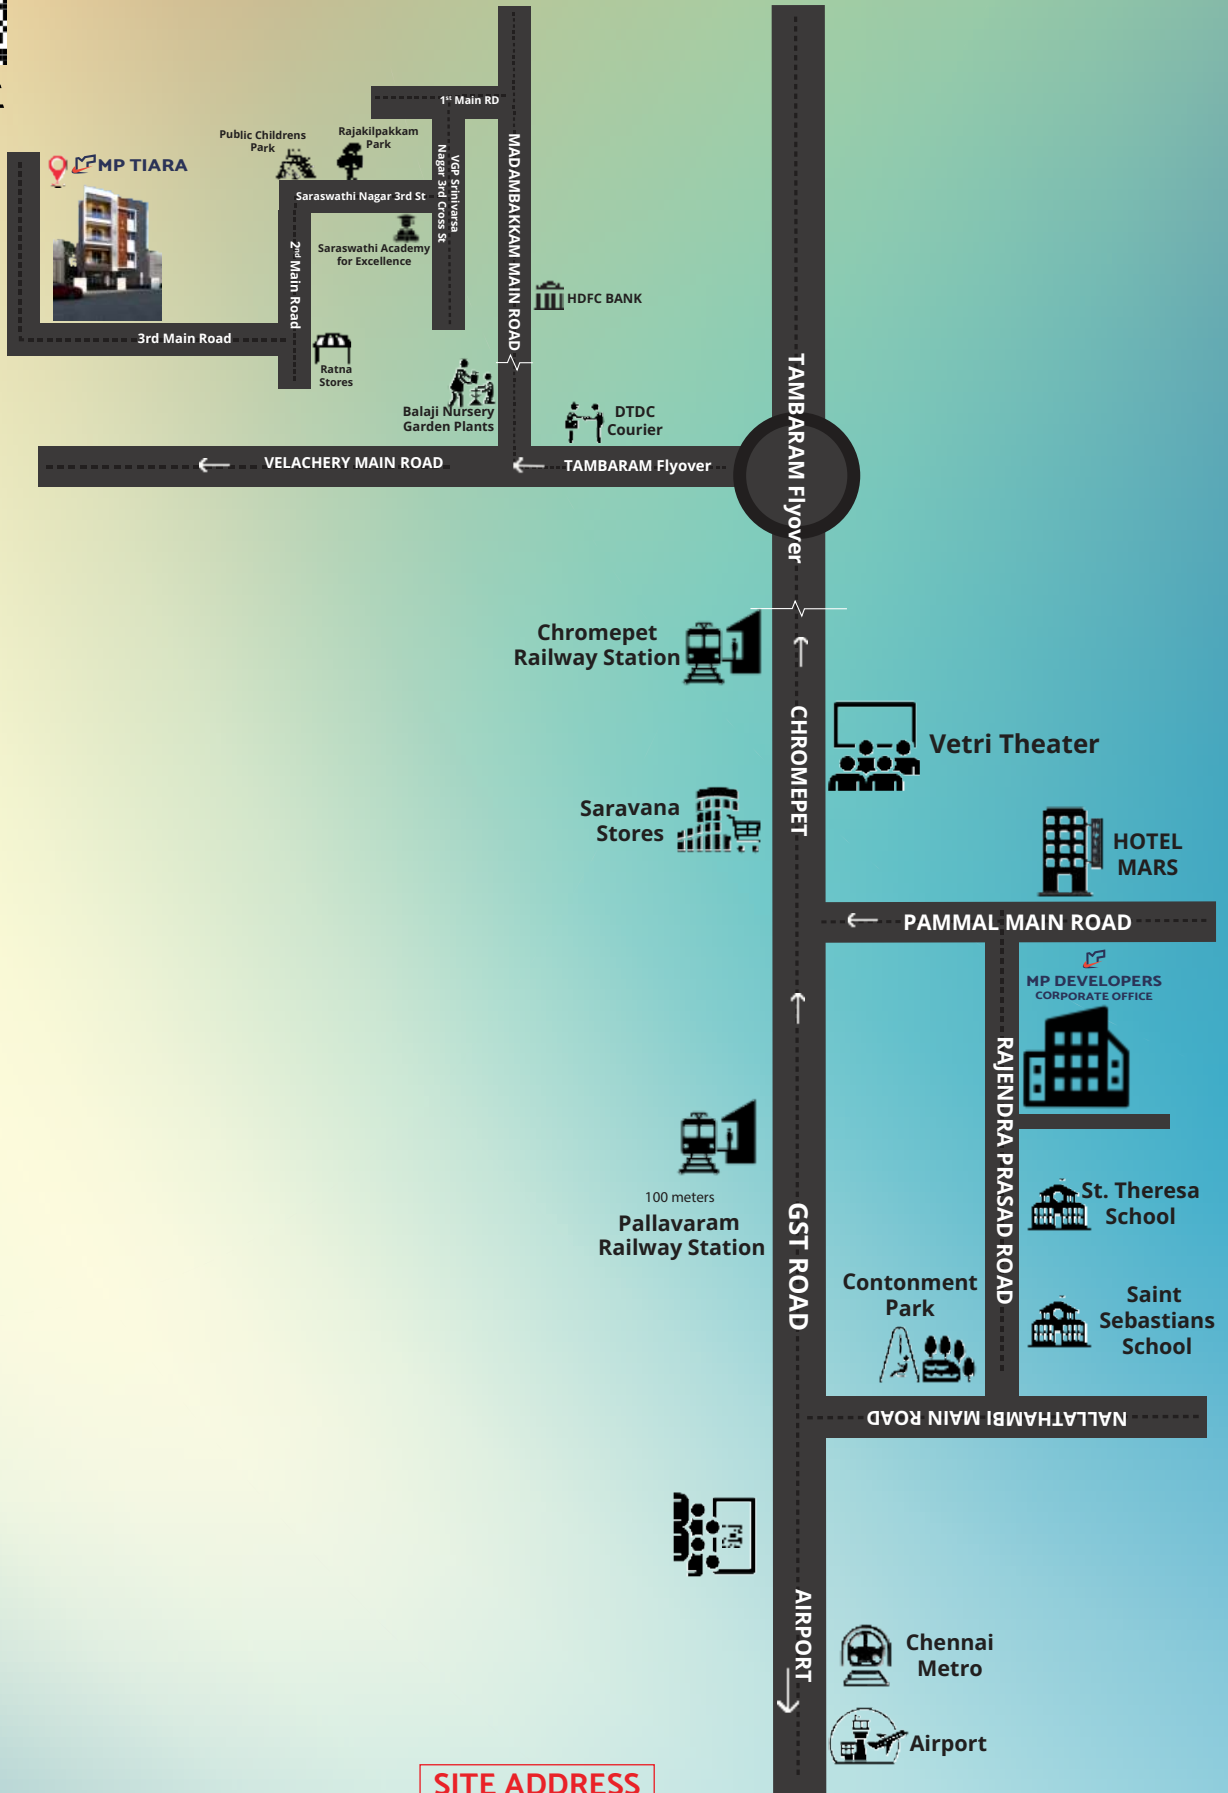 1st Main RD
Public Childrens
Park
Rajakilpakkam
Park
MP TIARA
Saraswathi Nagar 3rd St
VGP Srinivarsa
Nagar 3rd Cross St
MADAMBAKKAM MAIN ROAD
Saraswathi Academy
for Excellence
2nd Main Road
HDFC BANK
3rd Main Road
Ratna
Stores
Balaji Nursery
Garden Plants
DTDC
Courier
TAMBARAM Flyover
VELACHERY MAIN ROAD
TAMBARAM Flyover
Chromepet
Railway Station
CHROMEPET
Vetri Theater
Saravana
Stores
HOTEL
MARS
PAMMAL MAIN ROAD
MP DEVELOPERS
CORPORATE OFFICE
RAJENDRA PRASAD ROAD
100 meters
Pallavaram
Railway Station
GST ROAD
St. Theresa
School
Contonment
Park
Saint
Sebastians
School
NALLATHAMBI MAIN ROAD
AIRPORT
Chennai
Metro
Airport
SITE ADDRESS